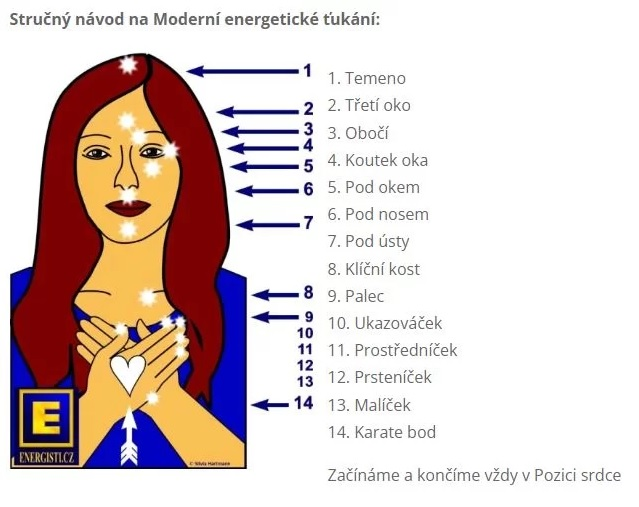 Stručný návod na Moderní energetické ťukání:
1
2
3
4
5
6
7
8
9
10
11
12
13
14
1. Temeno
2. Třetí oko
3. Obočí
4. Koutek oka
5. Pod okem
6. Pod nosem
7. Pod ústy
8. Klíční kost
9. Palec
10. Ukazováček
11. Prostředníček
12. Prsteníček
13. Malíček
14. Karate bod
E
ENERGISTI.CZ
© Silvia Hartmann
Začínáme a končíme vždy v Pozici srdce